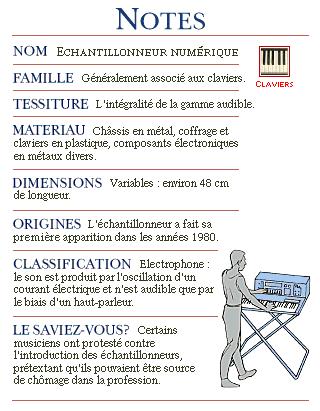 NOTES
NOM ECHANTILLONNEUR NUMÉRIQUE
CLAVIERS
FAMILLE Généralement associé aux claviers.
TESSITURE L'intégralité de la gamme audible.
MATERIAU Châssis en métal, coffrage et
claviers en plastique, composants électroniques
en métaux divers.
DIMENSIONS Variables : environ 48 cm
de longueur.
ORIGINES L'échantillonneur a fait sa
première apparition dans les années 1980.
CLASSIFICATION Electrophone :
le son est produit par l'oscillation d'un
courant électrique et n'est audible que par
le biais d'un haut-parleur.
LE SAVIEZ-VOUS? Certains
musiciens ont protesté contre
l'introduction des échantillonneurs,
prétextant qu'ils pouvaient être source
de chômage dans la profession.